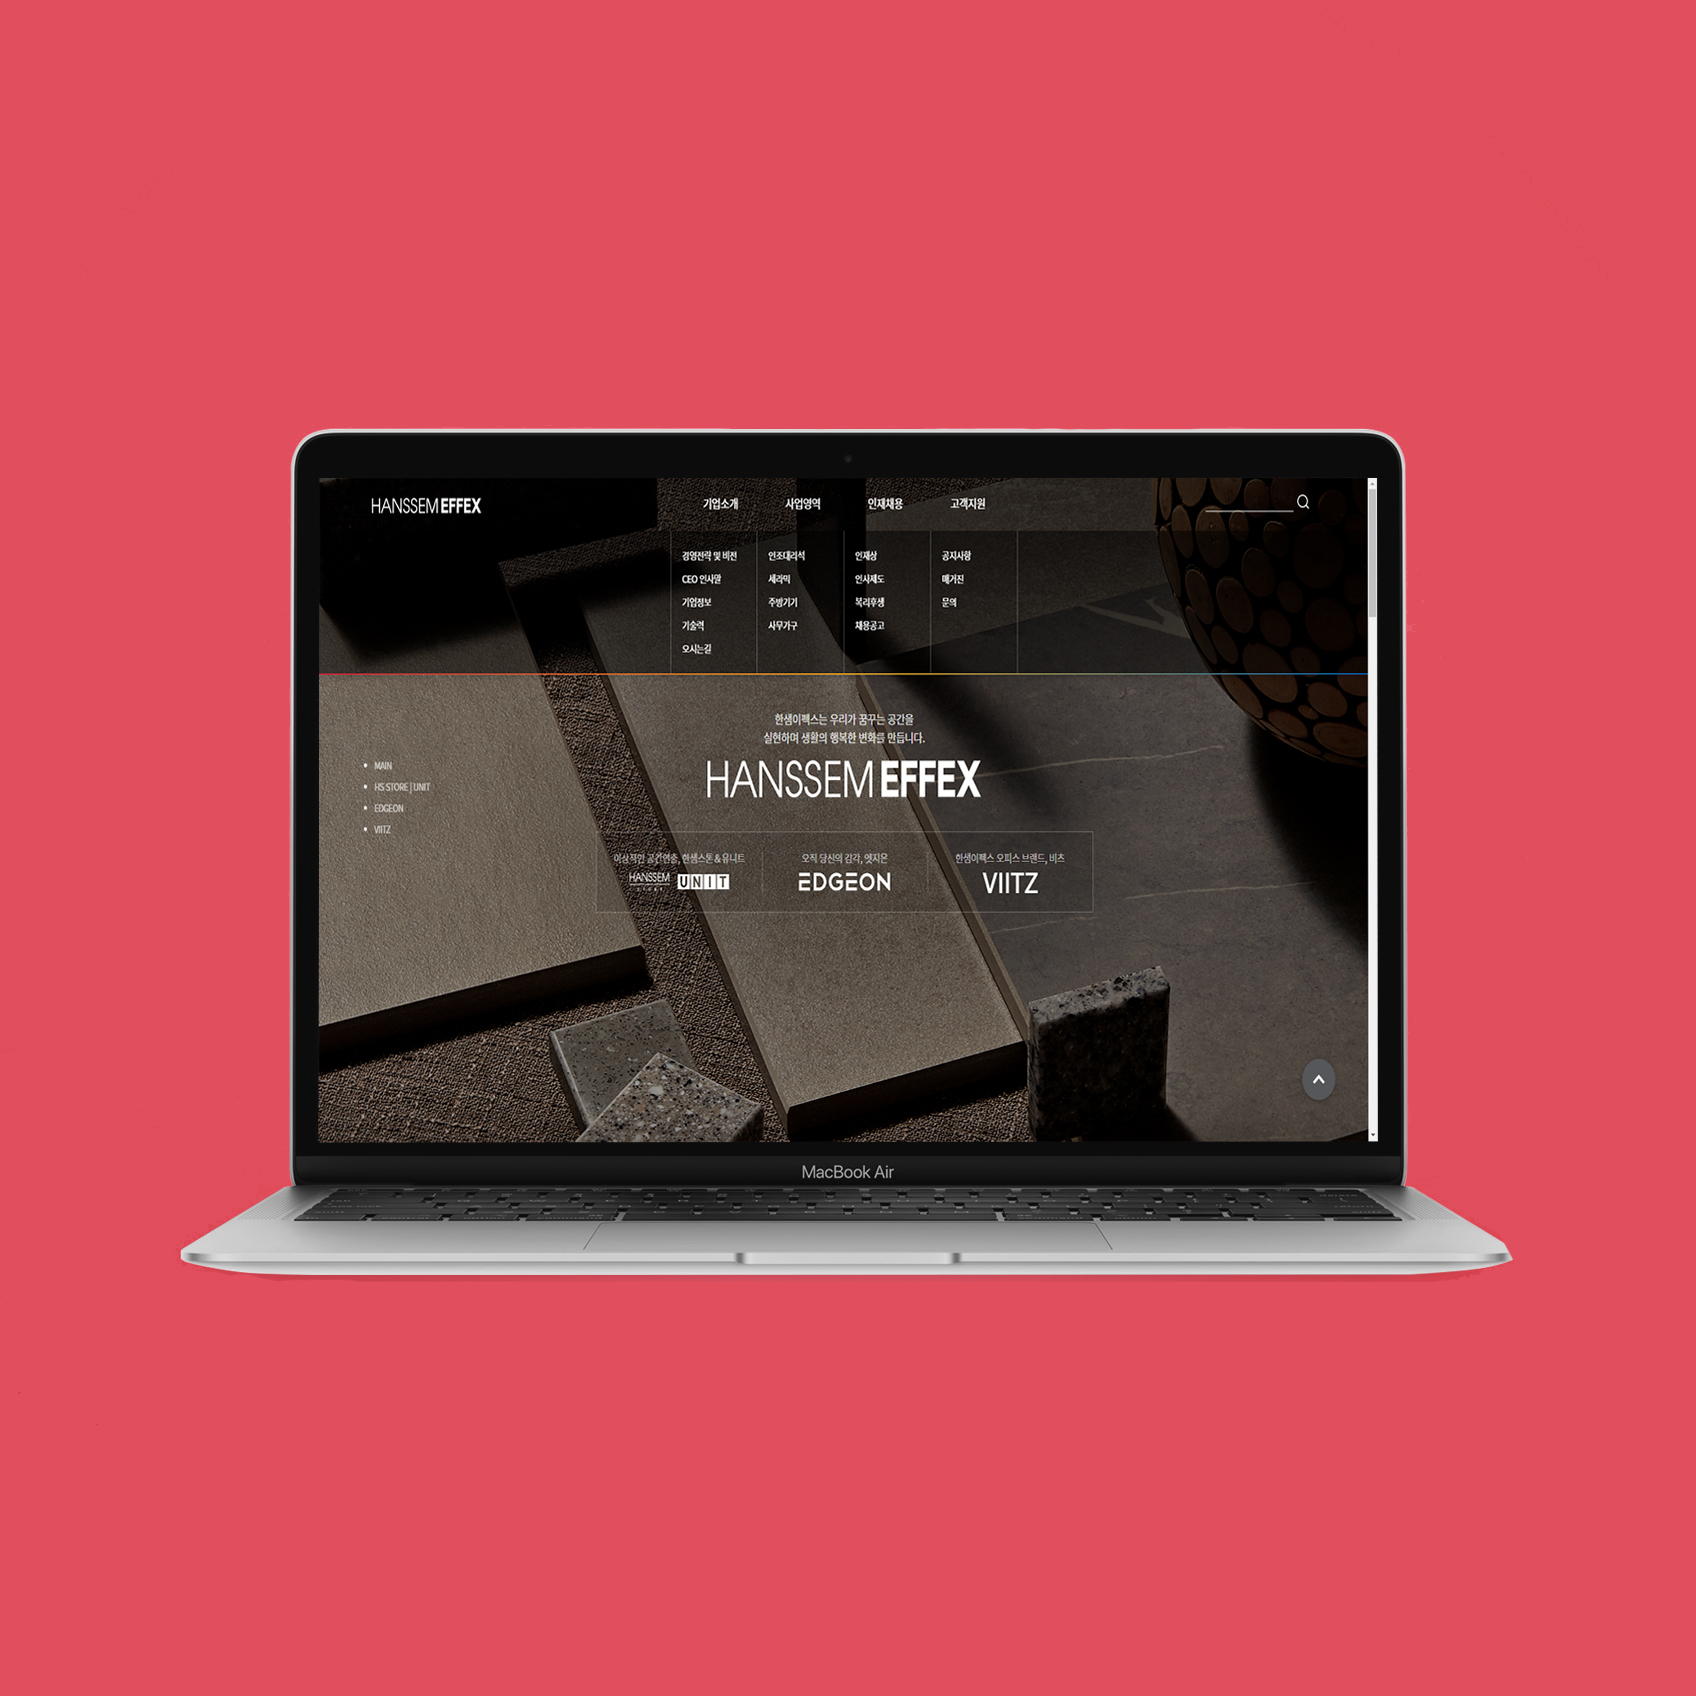 HANSSEM EFFEX
기업소개 사업영역 인재채용 고객지원
경영전략 및 비전 인조대리석 인재상 공지사항
CEO 인사말 세라믹 인사제도 매거진
기업정보 주방기기 복리후생 문의
기술력 사무가구 채용공고
오시는길
한샘이펙스는 우리가 꿈꾸는 공간을
실현하며 생활의 행복한 변화를 만듭니다.
HANSSEM EFFEX
MAIN
HS STORE | UNIT
EDGEON
VIITZ
이상적인 공간연출, 한샘스톤 & 유니트
HANSSEM
UNIT
오직 당신의 감각, 엣지온
EDGEON
한샘이펙스 오피스 브랜드, 비츠
VIITZ
MacBook Air